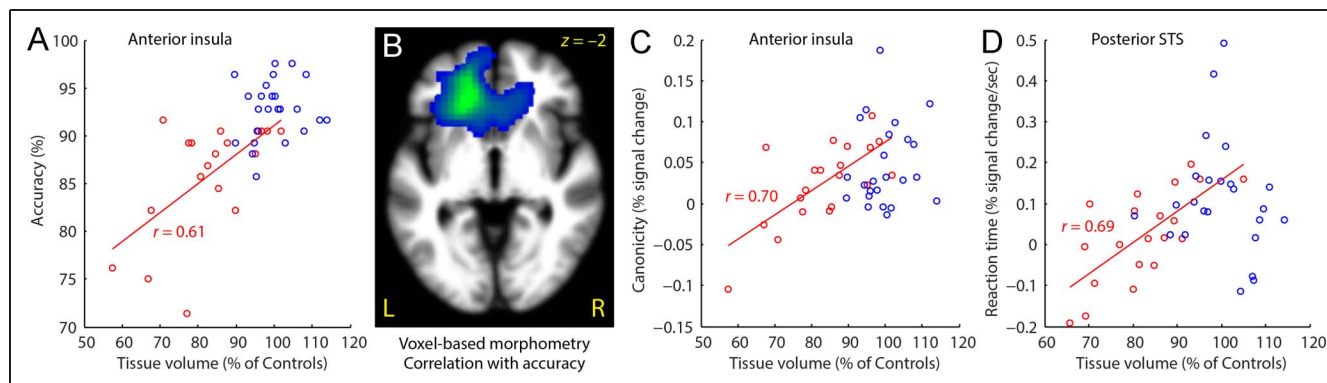 A
Anterior insula
100
95
90
85
80
75
70
Accuracy (%)
r = 0.61
50 60 70 80 90 100 110 120
Tissue volume (% of Controls)
B
z = −2
L R
Voxel-based morphometry
Correlation with accuracy
C
Anterior insula
0.2
0.15
0.1
0.05
0
−0.05
−0.1
−0.15
Canonicity (% signal change)
r = 0.70
50 60 70 80 90 100 110 120
Tissue volume (% of Controls)
D
Posterior STS
0.5
0.4
0.3
0.2
0.1
0
−0.1
−0.2
Reaction time (% signal change/sec)
r = 0.69
60 70 80 90 100 110 120
Tissue volume (% of Controls)